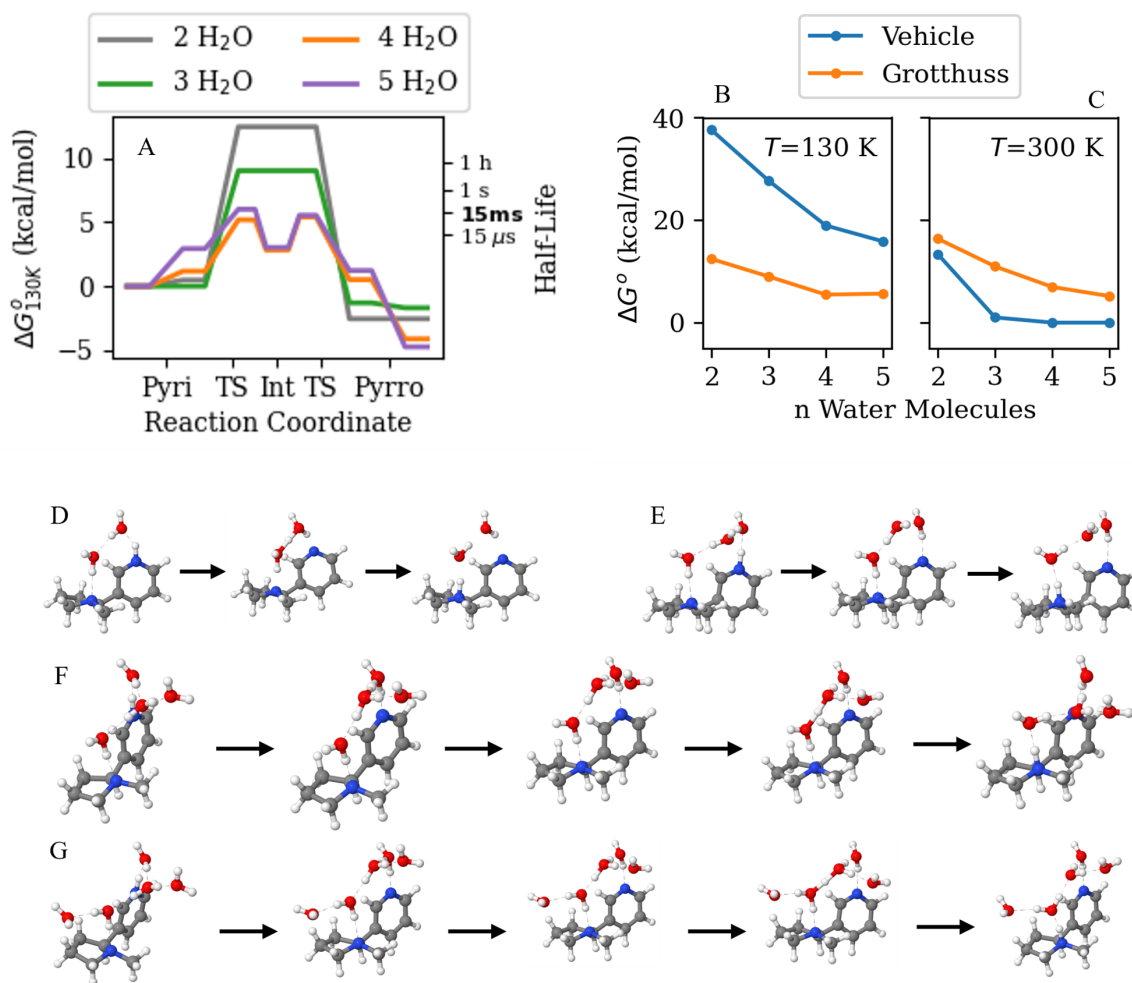 2 H₂O
4 H₂O
3 H₂O
5 H₂O
A
10
5
0
−5
ΔG°₁₃₀K (kcal/mol)
1 h
1 s
15ms
15 μs
Half-Life
Pyri TS Int TS Pyrro
Reaction Coordinate
Vehicle
Grotthuss
B
C
40
20
0
ΔG° (kcal/mol)
T=130 K
T=300 K
2 3 4 5
2 3 4 5
n Water Molecules
D
E
F
G